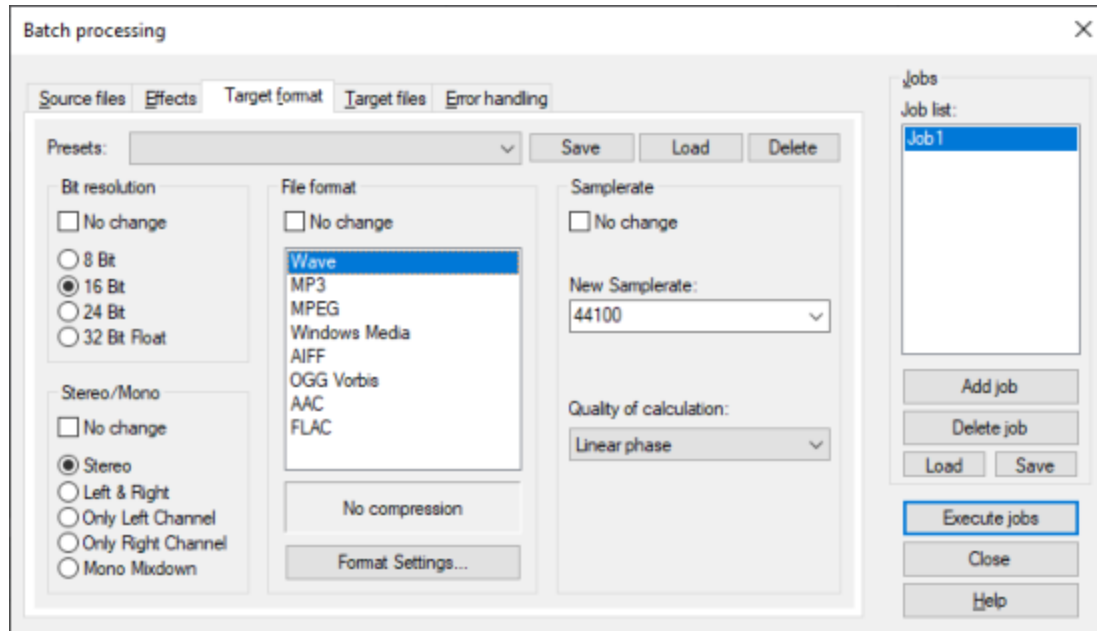 Batch processing
Source files Effects Target format Target files Error handling
Presets: Save Load Delete
Bit resolution
No change
8 Bit
16 Bit
24 Bit
32 Bit Float
Stereo/Mono
No change
Stereo
Left & Right
Only Left Channel
Only Right Channel
Mono Mixdown
File format
No change
Wave
MP3
MPEG
Windows Media
AIFF
OGG Vorbis
AAC
FLAC
No compression
Format Settings...
Samplerate
No change
New Samplerate:
44100
Quality of calculation:
Linear phase
Jobs
Job list:
Job1
Add job
Delete job
Load Save
Execute jobs
Close
Help